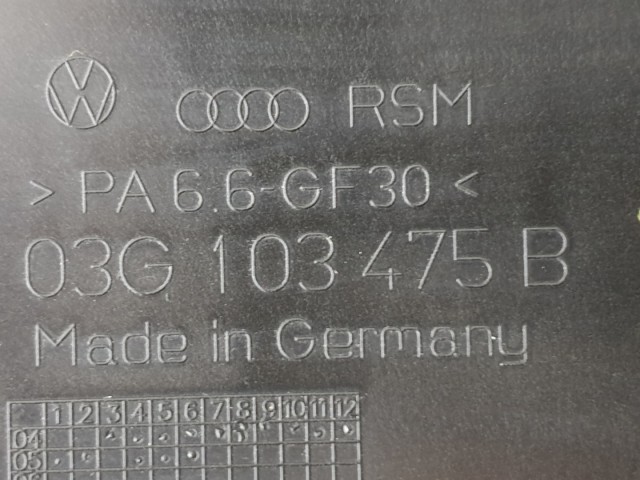 VW RSM
> PA 6.6-GF30 <
03G 103 475 B
Made in Germany
1 2 3 4 5 6 7 8 9 10 11 12
04
05